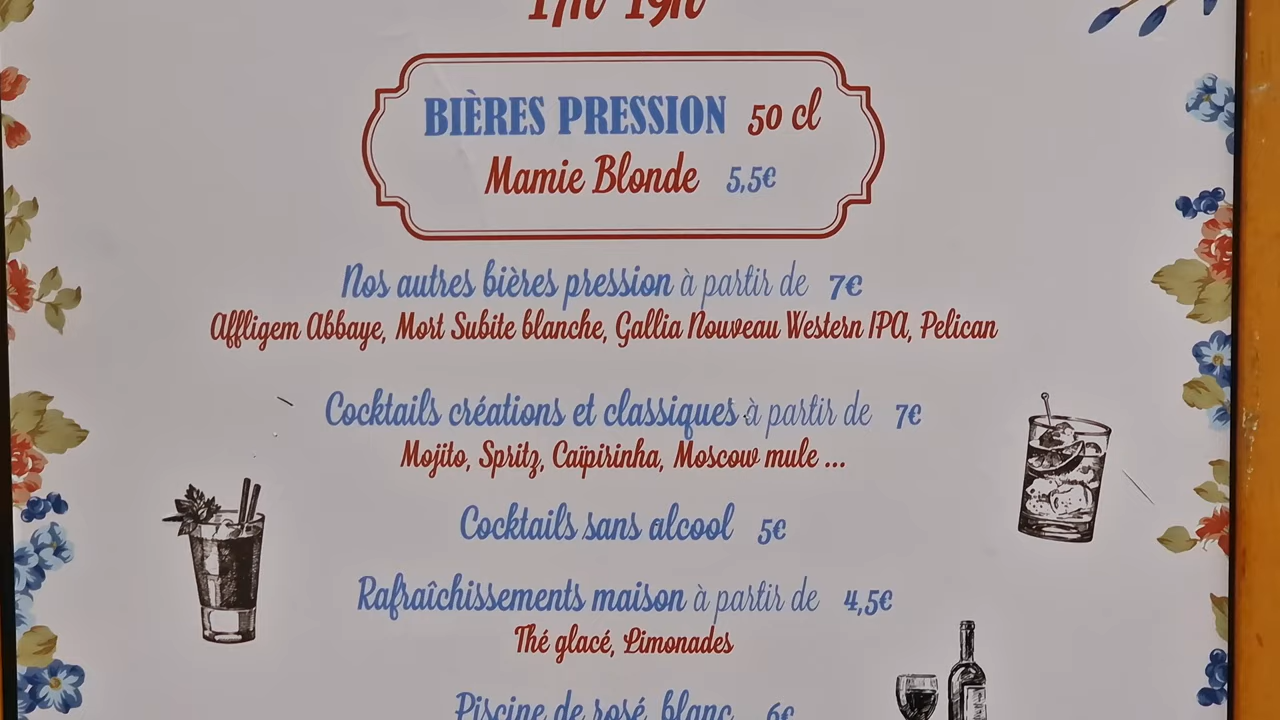 17h 19h
BIÈRES PRESSION 50 cl
Mamie Blonde 5,5€
Nos autres bières pression à partir de 7€
Affligem Abbaye, Mort Subite blanche, Gallia Nouveau Western IPA, Pelican
Cocktails créations et classiques à partir de 7€
Mojito, Spritz, Caïpirinha, Moscow mule ...
Cocktails sans alcool 5€
Rafraîchissements maison à partir de 4,5€
Thé glacé, Limonades
Piscine de rosé, blanc 6€